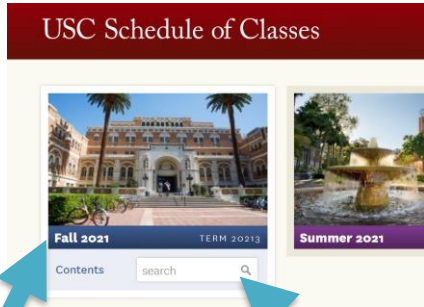 USC Schedule of Classes
Fall 2021 TERM 20213
Summer 2021
Contents search